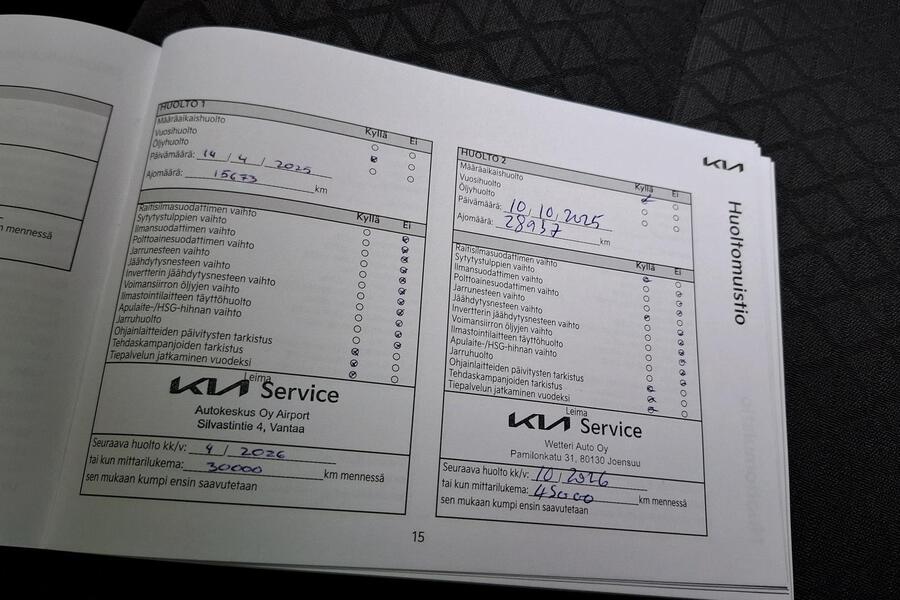 n mennessä
HUOLTO 1
Kyllä Ei
Määräaikaishuolto
Vuosihuolto
Öljyhuolto
Päivämäärä: 14 / 4 / 2025
Ajomäärä: 15673 km
Kyllä Ei
Raitisilmasuodattimen vaihto
Sytytystulppien vaihto
Ilmansuodattimen vaihto
Polttoainesuodattimen vaihto
Jarrunesteen vaihto
Jäähdytysnesteen vaihto
Invertterin jäähdytysnesteen vaihto
Voimansiirron öljyjen vaihto
Ilmastointilaitteen täyttöhuolto
Apulaite-/HSG-hihnan vaihto
Jarruhuolto
Ohjainlaitteiden päivitysten tarkistus
Tehdaskampanjoiden tarkistus
Tiepalvelun jatkaminen vuodeksi
Leima
KIA Service
Autokeskus Oy Airport
Silvastintie 4, Vantaa
Seuraava huolto kk/v: 4 / 2026
tai kun mittarilukema: 30000 km mennessä
sen mukaan kumpi ensin saavutetaan
HUOLTO 2
Kyllä Ei
Määräaikaishuolto
Vuosihuolto
Öljyhuolto
Päivämäärä: 10 / 10 / 2025
Ajomäärä: 28937 km
Kyllä Ei
Raitisilmasuodattimen vaihto
Sytytystulppien vaihto
Ilmansuodattimen vaihto
Polttoainesuodattimen vaihto
Jarrunesteen vaihto
Jäähdytysnesteen vaihto
Invertterin jäähdytysnesteen vaihto
Voimansiirron öljyjen vaihto
Ilmastointilaitteen täyttöhuolto
Apulaite-/HSG-hihnan vaihto
Jarruhuolto
Ohjainlaitteiden päivitysten tarkistus
Tehdaskampanjoiden tarkistus
Tiepalvelun jatkaminen vuodeksi
Leima
KIA Service
Wetteri Auto Oy
Pamilonkatu 31, 80130 Joensuu
Seuraava huolto kk/v: 10 / 2026
tai kun mittarilukema: 45000 km mennessä
sen mukaan kumpi ensin saavutetaan
KIA
Huoltomuistio
15